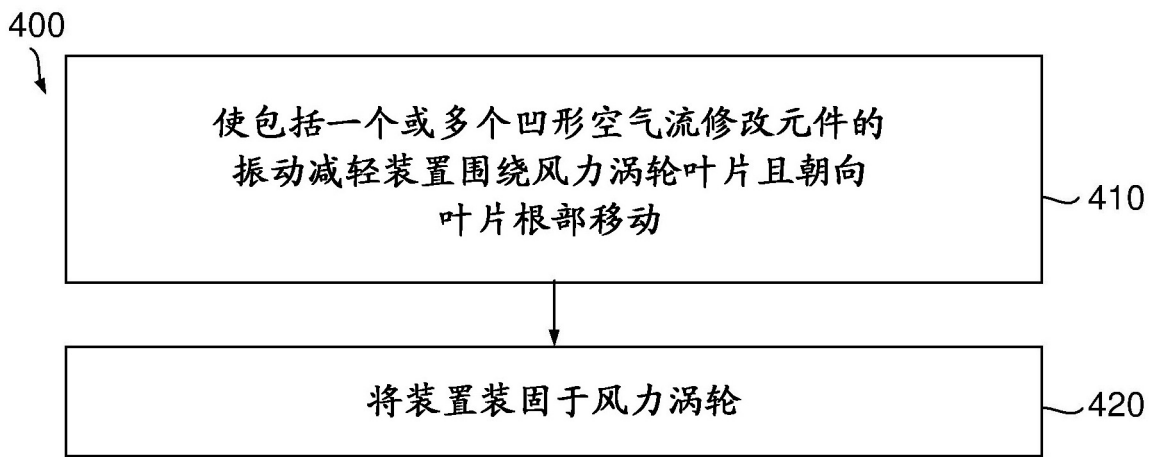 400
使包括一个或多个凹形空气流修改元件的
振动减轻装置围绕风力涡轮叶片且朝向
叶片根部移动
410
将装置装固于风力涡轮
420